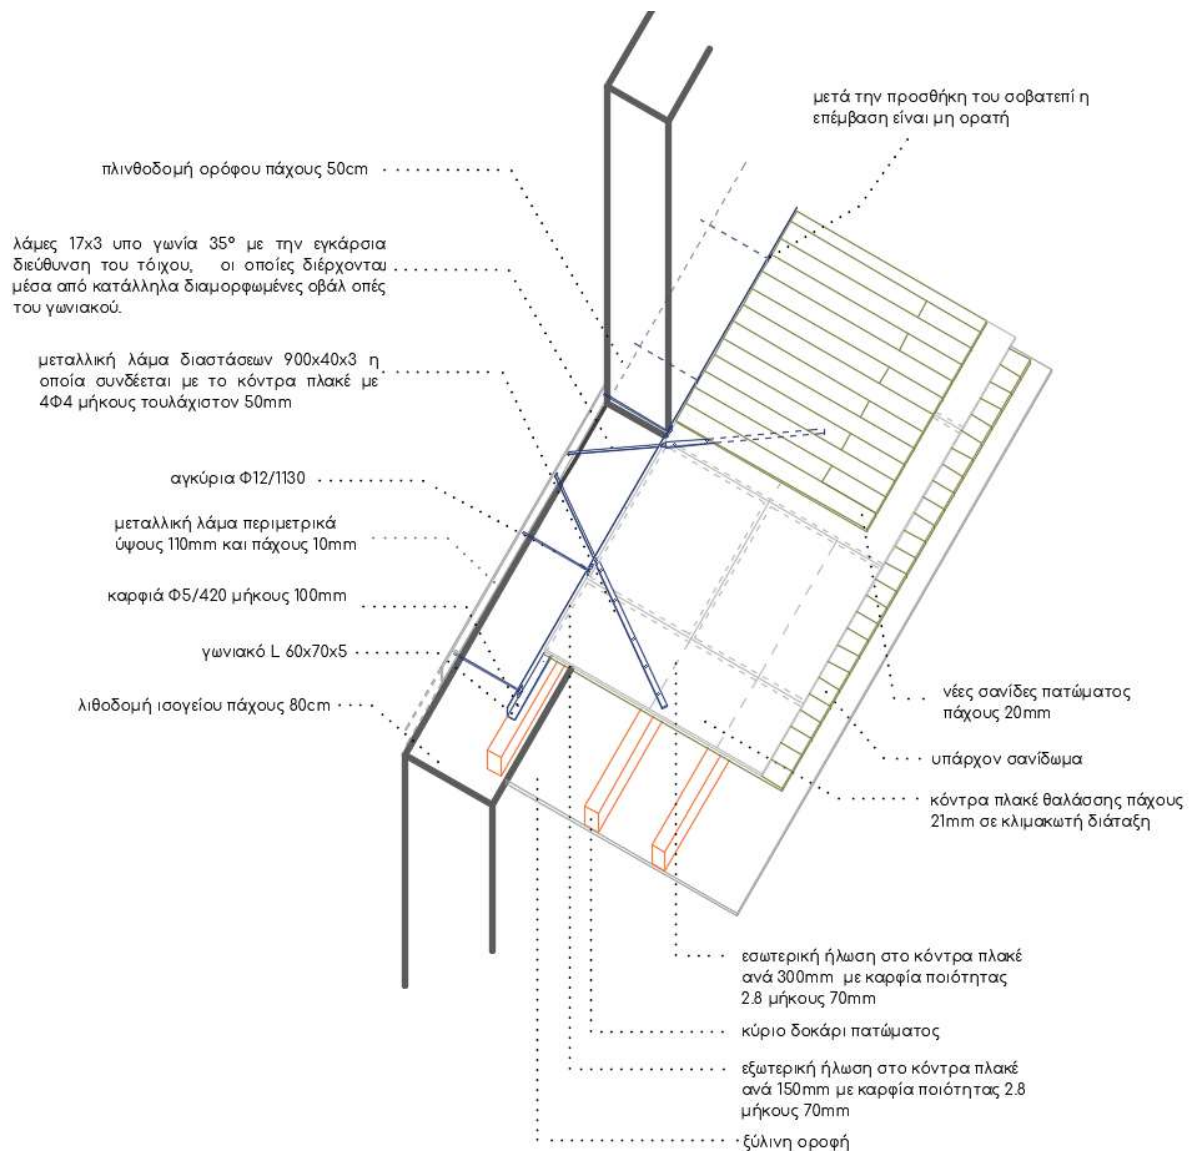 μετά την προσθήκη του σοβατεπί η
επέμβαση είναι μη ορατή
πλινθοδομή ορόφου πάχους 50cm
λάμες 17x3 υπο γωνία 35° με την εγκάρσια
διεύθυνση του τόιχου, οι οποίες διέρχονται
μέσα από κατάλληλα διαμορφωμένες οβάλ οπές
του γωνιακού.
μεταλλική λάμα διαστάσεων 900x40x3 η
οποία συνδέεται με το κόντρα πλακέ με
4Φ4 μήκους τουλάχιστον 50mm
αγκύρια Φ12/1130
μεταλλική λάμα περιμετρικά
ύψους 110mm και πάχους 10mm
καρφιά Φ5/420 μήκους 100mm
γωνιακό L 60x70x5
λιθοδομή ισογείου πάχους 80cm
νέες σανίδες πατώματος
πάχους 20mm
υπάρχον σανίδωμα
κόντρα πλακέ θαλάσσης πάχους
21mm σε κλιμακωτή διάταξη
εσωτερική ήλωση στο κόντρα πλακέ
ανά 300mm με καρφία ποιότητας
2.8 μήκους 70mm
κύριο δοκάρι πατώματος
εξωτερική ήλωση στο κόντρα πλακέ
ανά 150mm με καρφία ποιότητας 2.8
μήκους 70mm
ξύλινη οροφή